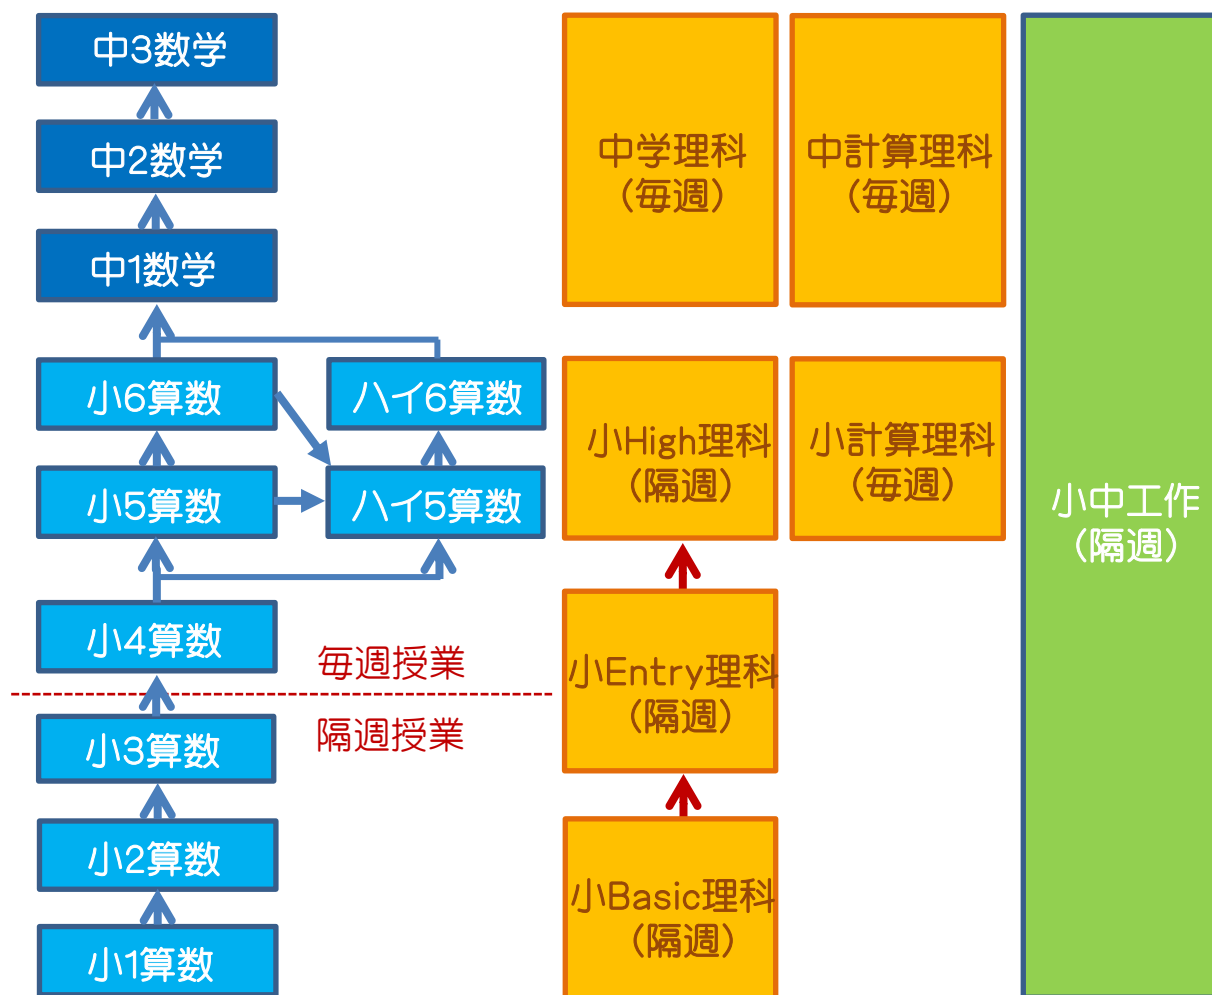 中3数学
中2数学
中1数学
小6算数
ハイ6算数
小5算数
ハイ5算数
小4算数
毎週授業
隔週授業
小3算数
小2算数
小1算数
中学理科
(毎週)
中計算理科
(毎週)
小High理科
(隔週)
小計算理科
(毎週)
小Entry理科
(隔週)
小Basic理科
(隔週)
小中工作
(隔週)